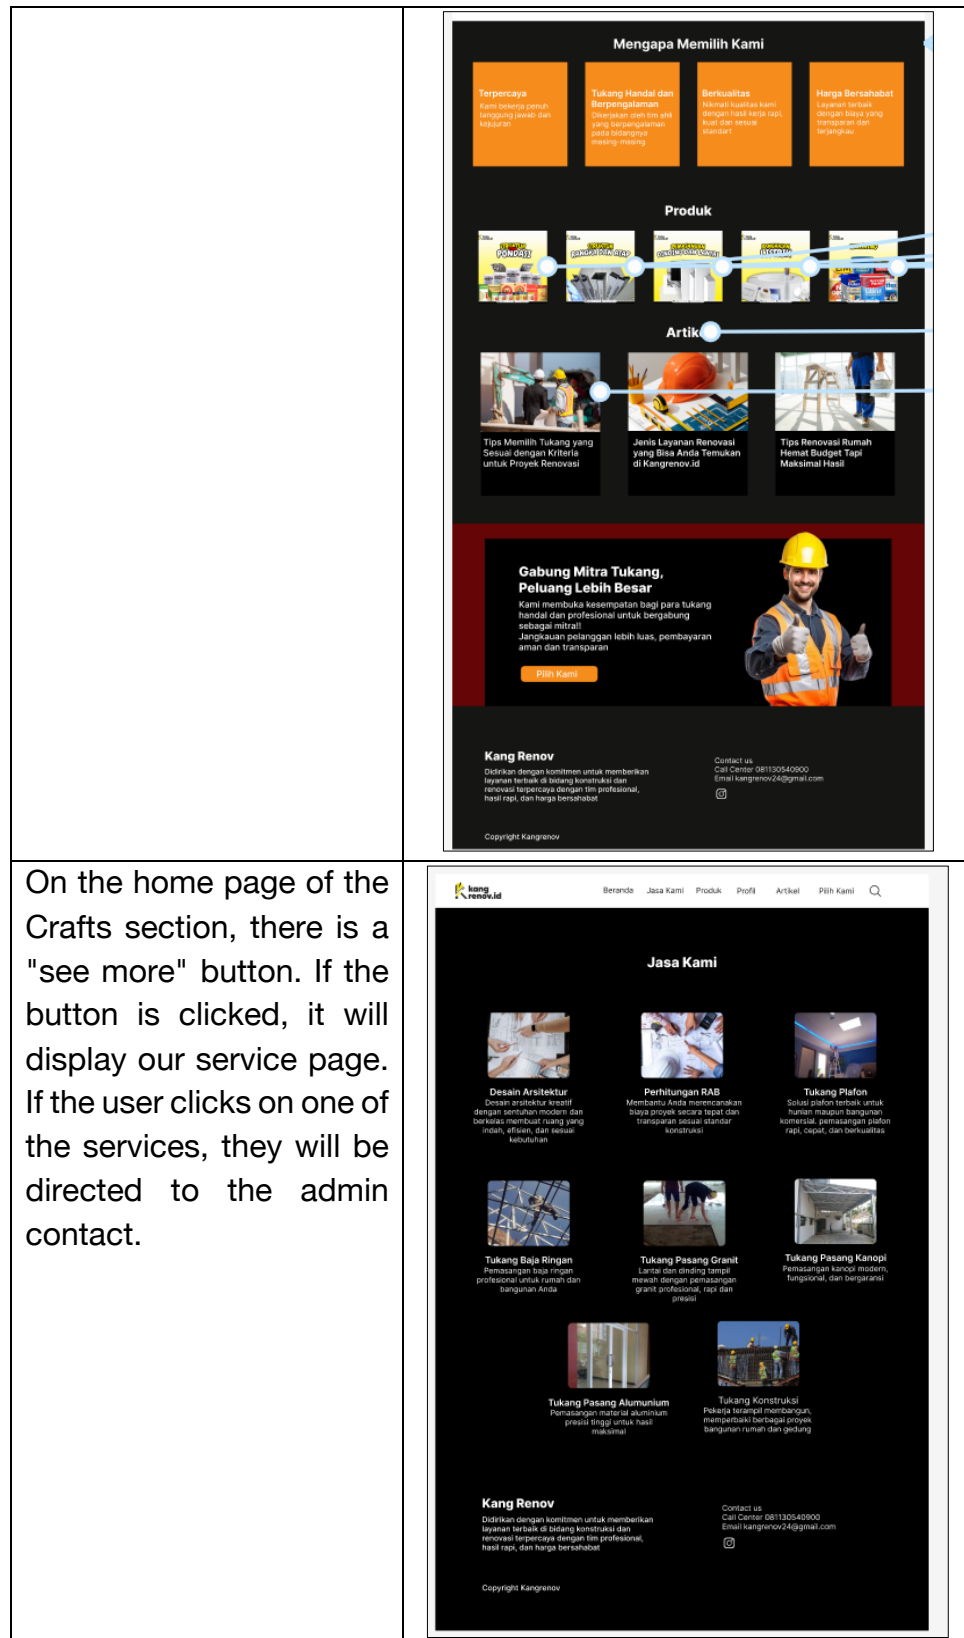 Mengapa Memilih Kami
Terpercaya
Kami bekerja penuh
tanggung jawab dan
kejujuran
Tukang Handal dan
Berpengalaman
Dikerjakan oleh tim ahli
yang berpengalaman
pada bidangnya
masing-masing
Berkualitas
Nikmati kualitas kami
dengan hasil kerja rapi,
kuat dan sesuai
standart
Harga Bersahabat
Layanan terbaik
dengan biaya yang
transparan dan
terjangkau
Produk
PONDASI
RANGKA DAN ATAP
Artik
Tips Memilih Tukang yang
Sesuai dengan Kriteria
untuk Proyek Renovasi
Jenis Layanan Renovasi
yang Bisa Anda Temukan
di Kangrenov.id
Tips Renovasi Rumah
Hemat Budget Tapi
Maksimal Hasil
Gabung Mitra Tukang,
Peluang Lebih Besar
Kami membuka kesempatan bagi para tukang
handal dan profesional untuk bergabung
sebagai mitra!!
Jangkauan pelanggan lebih luas, pembayaran
aman dan transparan
Pilih Kami
Kang Renov
Didirikan dengan komitmen untuk memberikan
layanan terbaik di bidang konstruksi dan
renovasi terpercaya dengan tim profesional,
hasil rapi, dan harga bersahabat
Contact us
Call Center 081130540900
Email kangrenov24@gmail.com
Copyright Kangrenov
On the home page of the
Crafts section, there is a
"see more" button. If the
button is clicked, it will
display our service page.
If the user clicks on one of
the services, they will be
directed to the admin
contact.
kang
renov.id
Beranda Jasa Kami Produk Profil Artikel Pilih Kami
Jasa Kami
Desain Arsitektur
Desain arsitektur kreatif
dengan sentuhan modern dan
berkelas membuat ruang yang
indah, efisien, dan sesuai
kebutuhan
Perhitungan RAB
Membantu Anda merencanakan
biaya proyek secara tepat dan
transparan sesuai standar
konstruksi
Tukang Plafon
Solusi plafon terbaik untuk
hunian maupun bangunan
komersial. pemasangan plafon
rapi, cepat, dan berkualitas
Tukang Baja Ringan
Pemasangan baja ringan
profesional untuk rumah dan
bangunan Anda
Tukang Pasang Granit
Lantai dan dinding tampil
mewah dengan pemasangan
granit profesional, rapi dan
presisi
Tukang Pasang Kanopi
Pemasangan kanopi modern,
fungsional, dan bergaransi
Tukang Pasang Alumunium
Pemasangan material aluminium
presisi tinggi untuk hasil
maksimal
Tukang Konstruksi
Pekerja terampil membangun,
memperbaiki berbagai proyek
bangunan rumah dan gedung
Kang Renov
Didirikan dengan komitmen untuk memberikan
layanan terbaik di bidang konstruksi dan
renovasi terpercaya dengan tim profesional,
hasil rapi, dan harga bersahabat
Contact us
Call Center 081130540900
Email kangrenov24@gmail.com
Copyright Kangrenov